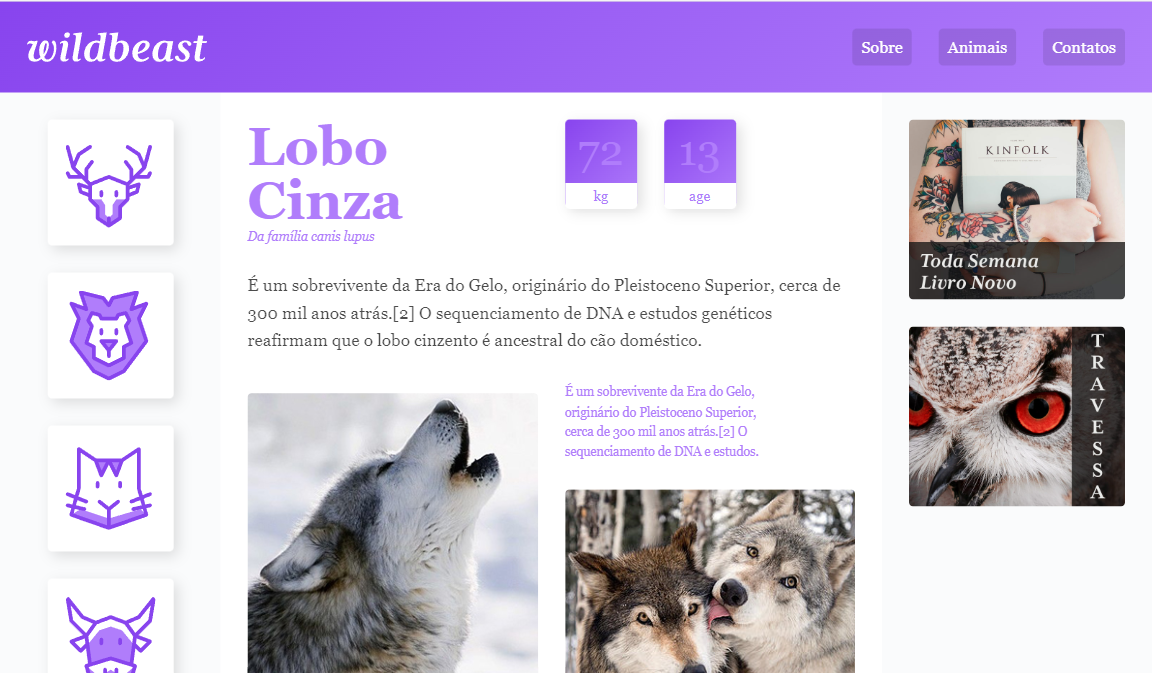 wildbeast
Sobre
Animais
Contatos
Lobo
Cinza
Da família canis lupus
72
kg
13
age
É um sobrevivente da Era do Gelo, originário do Pleistoceno Superior, cerca de
300 mil anos atrás.[2] O sequenciamento de DNA e estudos genéticos
reafirmam que o lobo cinzento é ancestral do cão doméstico.
É um sobrevivente da Era do Gelo,
originário do Pleistoceno Superior,
cerca de 300 mil anos atrás.[2] O
sequenciamento de DNA e estudos.
KINFOLK
Toda Semana
Livro Novo
TRAVESSA